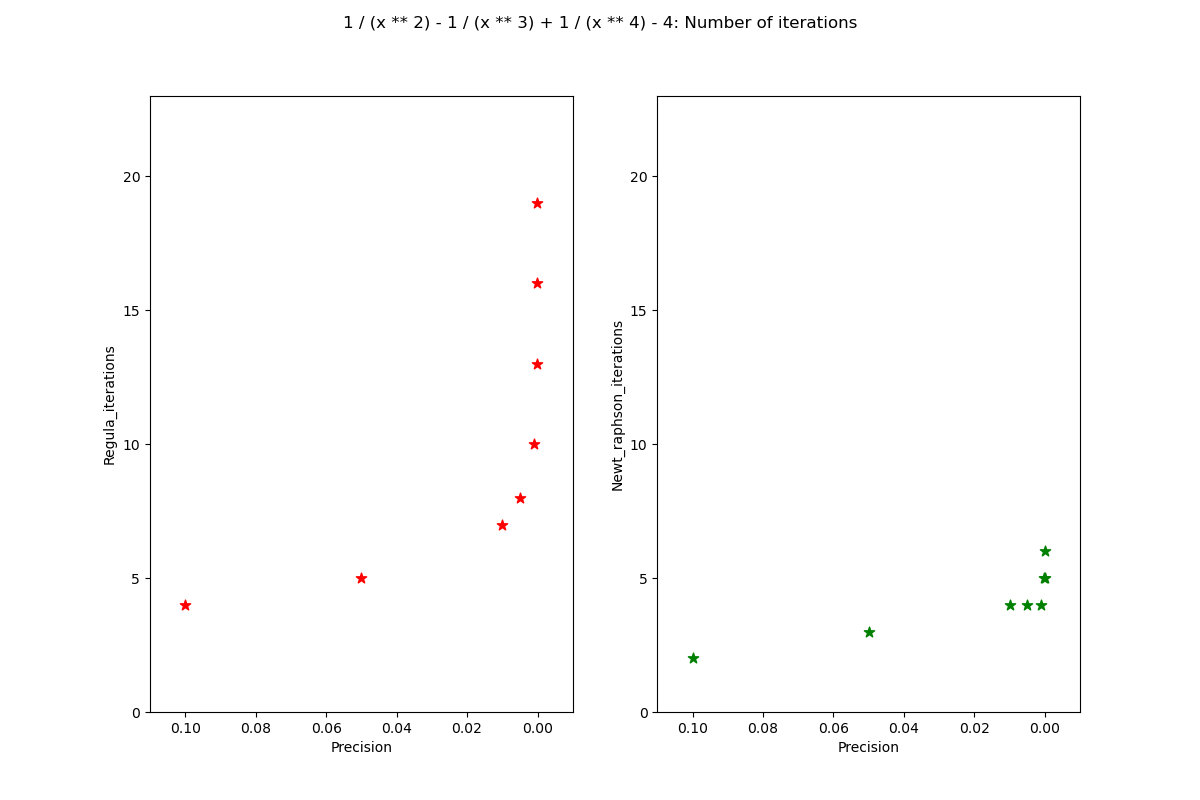 1 / (x ** 2) - 1 / (x ** 3) + 1 / (x ** 4) - 4: Number of iterations
Regula_iterations
20
15
10
5
0
0.10 0.08 0.06 0.04 0.02 0.00
Precision
Newt_raphson_iterations
20
15
10
5
0
0.10 0.08 0.06 0.04 0.02 0.00
Precision